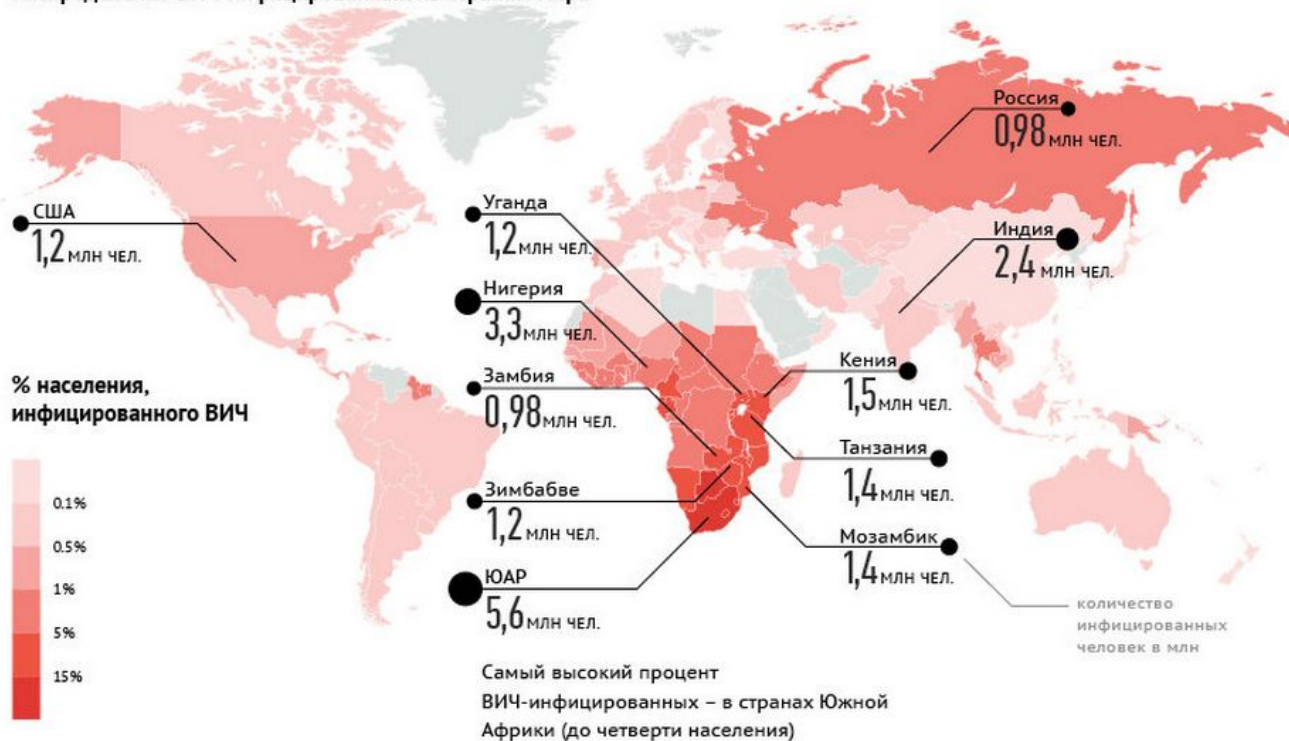 Россия
0,98 МЛН ЧЕЛ.
США
1,2 МЛН ЧЕЛ.
Уганда
1,2 МЛН ЧЕЛ.
Индия
2,4 МЛН ЧЕЛ.
Нигерия
3,3 МЛН ЧЕЛ.
Кения
1,5 МЛН ЧЕЛ.
% населения,
инфицированного ВИЧ
Замбия
0,98 МЛН ЧЕЛ.
Танзания
1,4 МЛН ЧЕЛ.
0.1%
0.5%
1%
5%
15%
Зимбабве
1,2 МЛН ЧЕЛ.
Мозамбик
1,4 МЛН ЧЕЛ.
ЮАР
5,6 МЛН ЧЕЛ.
количество
инфицированных
человек в млн
Самый высокий процент
ВИЧ-инфицированных – в странах Южной
Африки (до четверти населения)